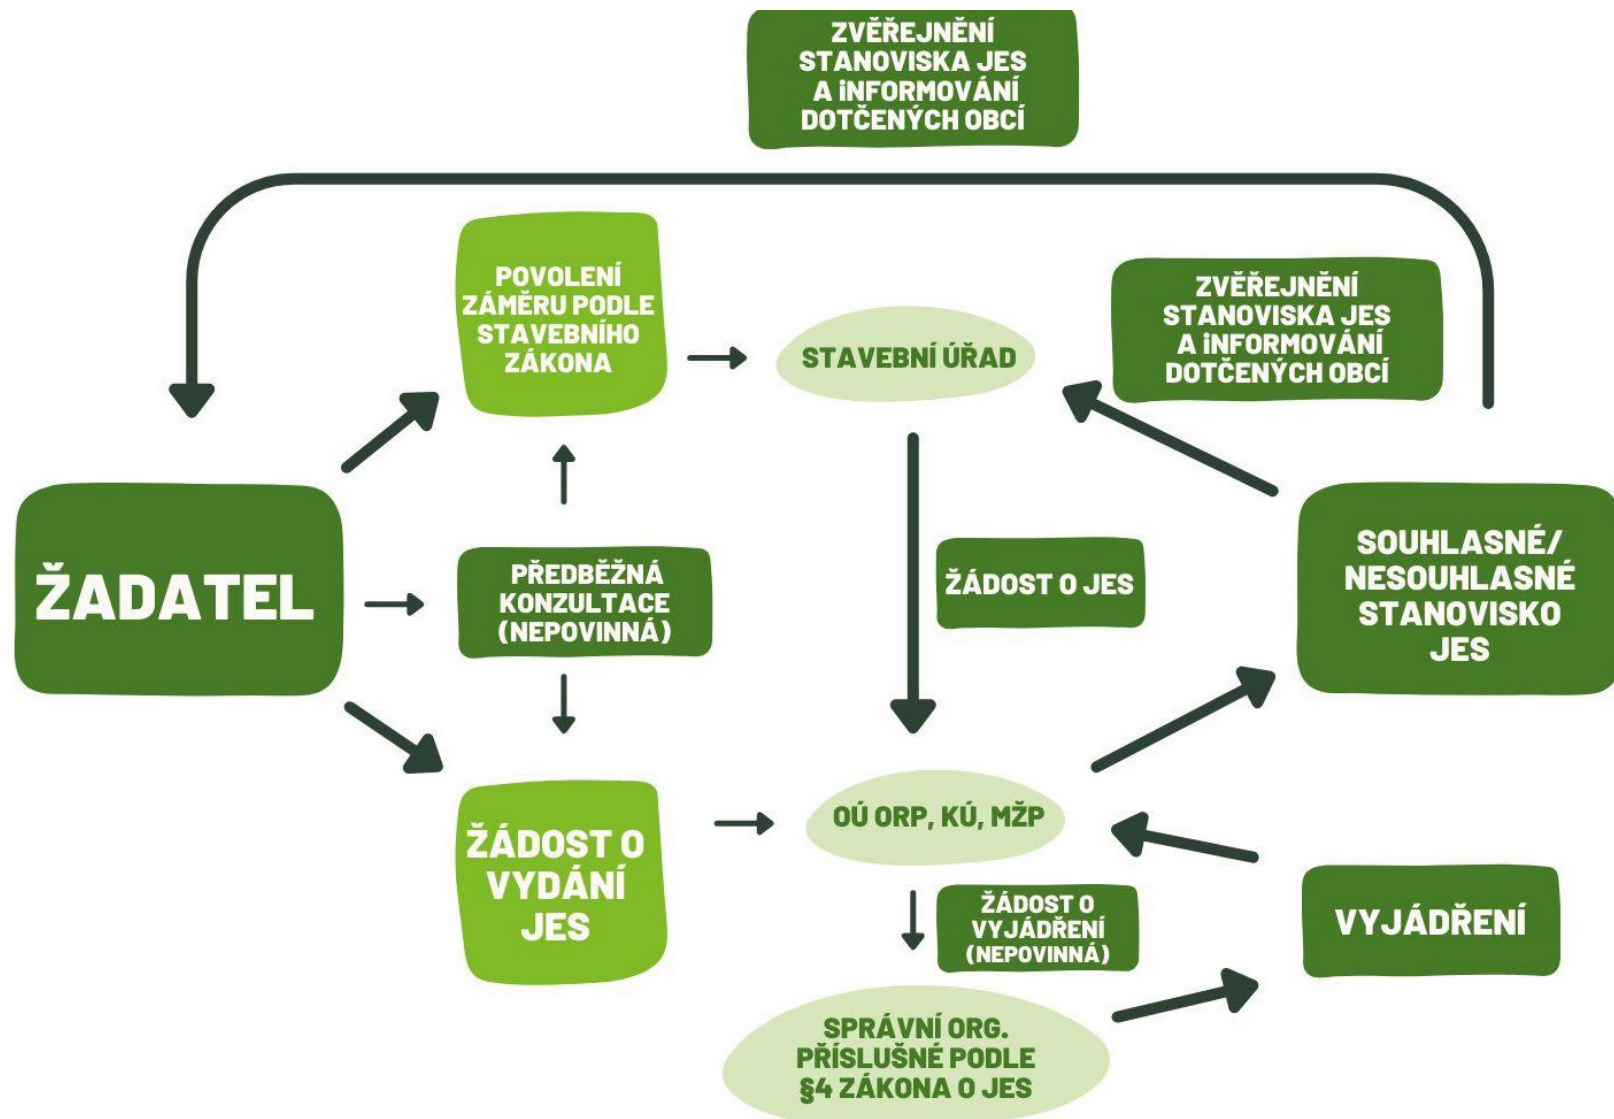 ZVĚŘEJNĚNÍ
STANOVISKA JES
A iNFORMOVÁNÍ
DOTČENÝCH OBCÍ
POVOLENÍ
ZÁMĚRU PODLE
STAVEBNÍHO
ZÁKONA
STAVEBNÍ ÚŘAD
ZVĚŘEJNĚNÍ
STANOVISKA JES
A iNFORMOVÁNÍ
DOTČENÝCH OBCÍ
ŽADATEL
PŘEDBĚŽNÁ
KONZULTACE
(NEPOVINNÁ)
ŽÁDOST O JES
SOUHLASNÉ/
NESOUHLASNÉ
STANOVISKO
JES
ŽÁDOST O
VYDÁNÍ
JES
OÚ ORP, KÚ, MŽP
ŽÁDOST O
VYJÁDŘENÍ
(NEPOVINNÁ)
VYJÁDŘENÍ
SPRÁVNÍ ORG.
PŘÍSLUŠNÉ PODLE
§4 ZÁKONA O JES